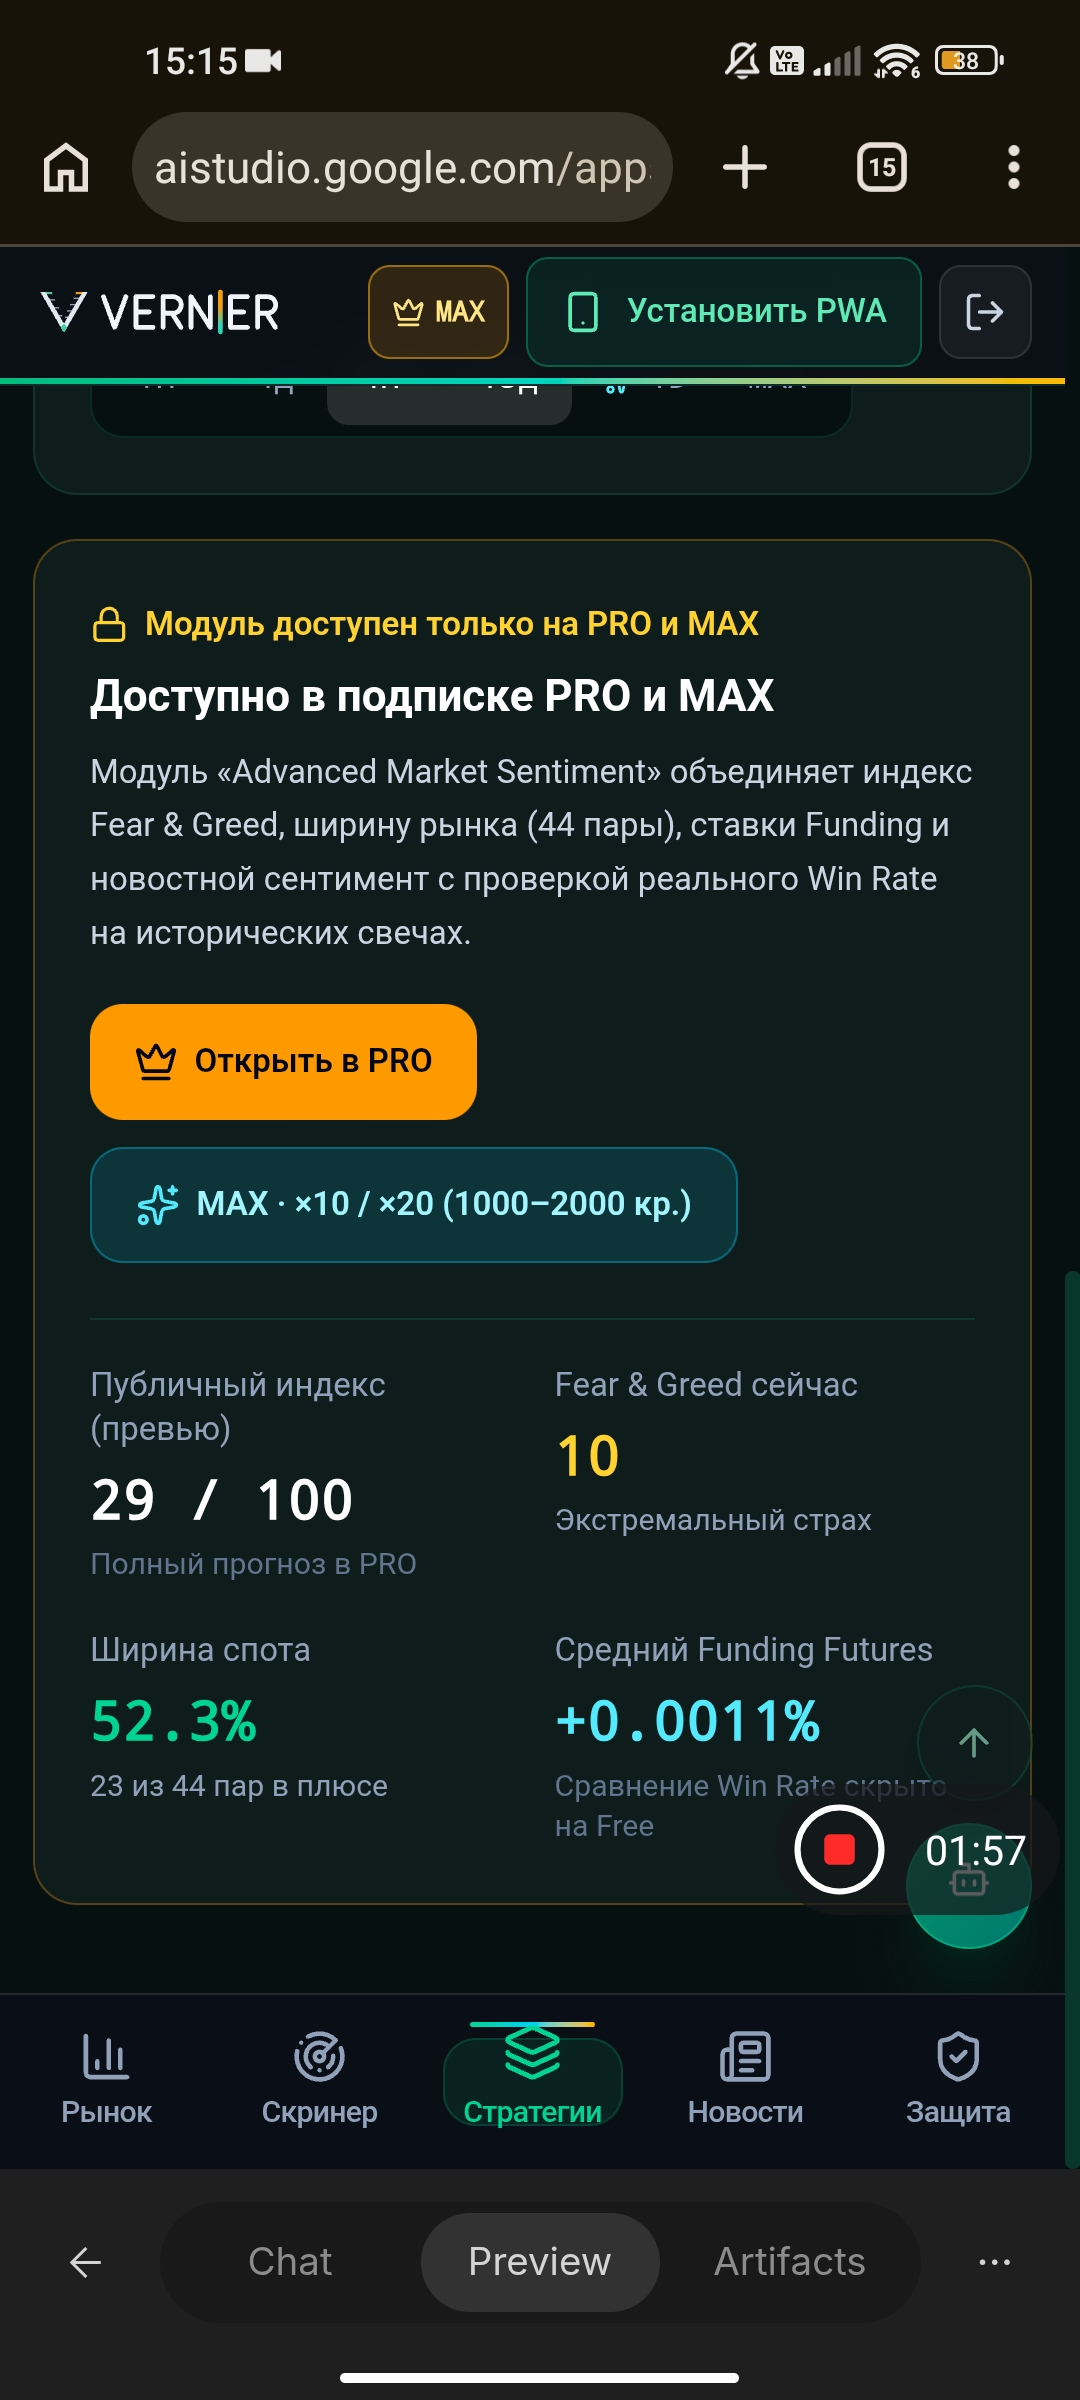 15:15
Vo LTE
6
38
aistudio.google.com/app
15
VERNIER
MAX
Установить PWA
Модуль доступен только на PRO и MAX
Доступно в подписке PRO и MAX
Модуль «Advanced Market Sentiment» объединяет индекс
Fear & Greed, ширину рынка (44 пары), ставки Funding и
новостной сентимент с проверкой реального Win Rate
на исторических свечах.
Открыть в PRO
MAX · ×10 / ×20 (1000–2000 кр.)
Публичный индекс
(превью)
29 / 100
Полный прогноз в PRO
Fear & Greed сейчас
10
Экстремальный страх
Ширина спота
52.3%
23 из 44 пар в плюсе
Средний Funding Futures
+0.0011%
Сравнение Win Rate скрыто
на Free
01:57
Рынок
Скринер
Стратегии
Новости
Защита
Chat
Preview
Artifacts